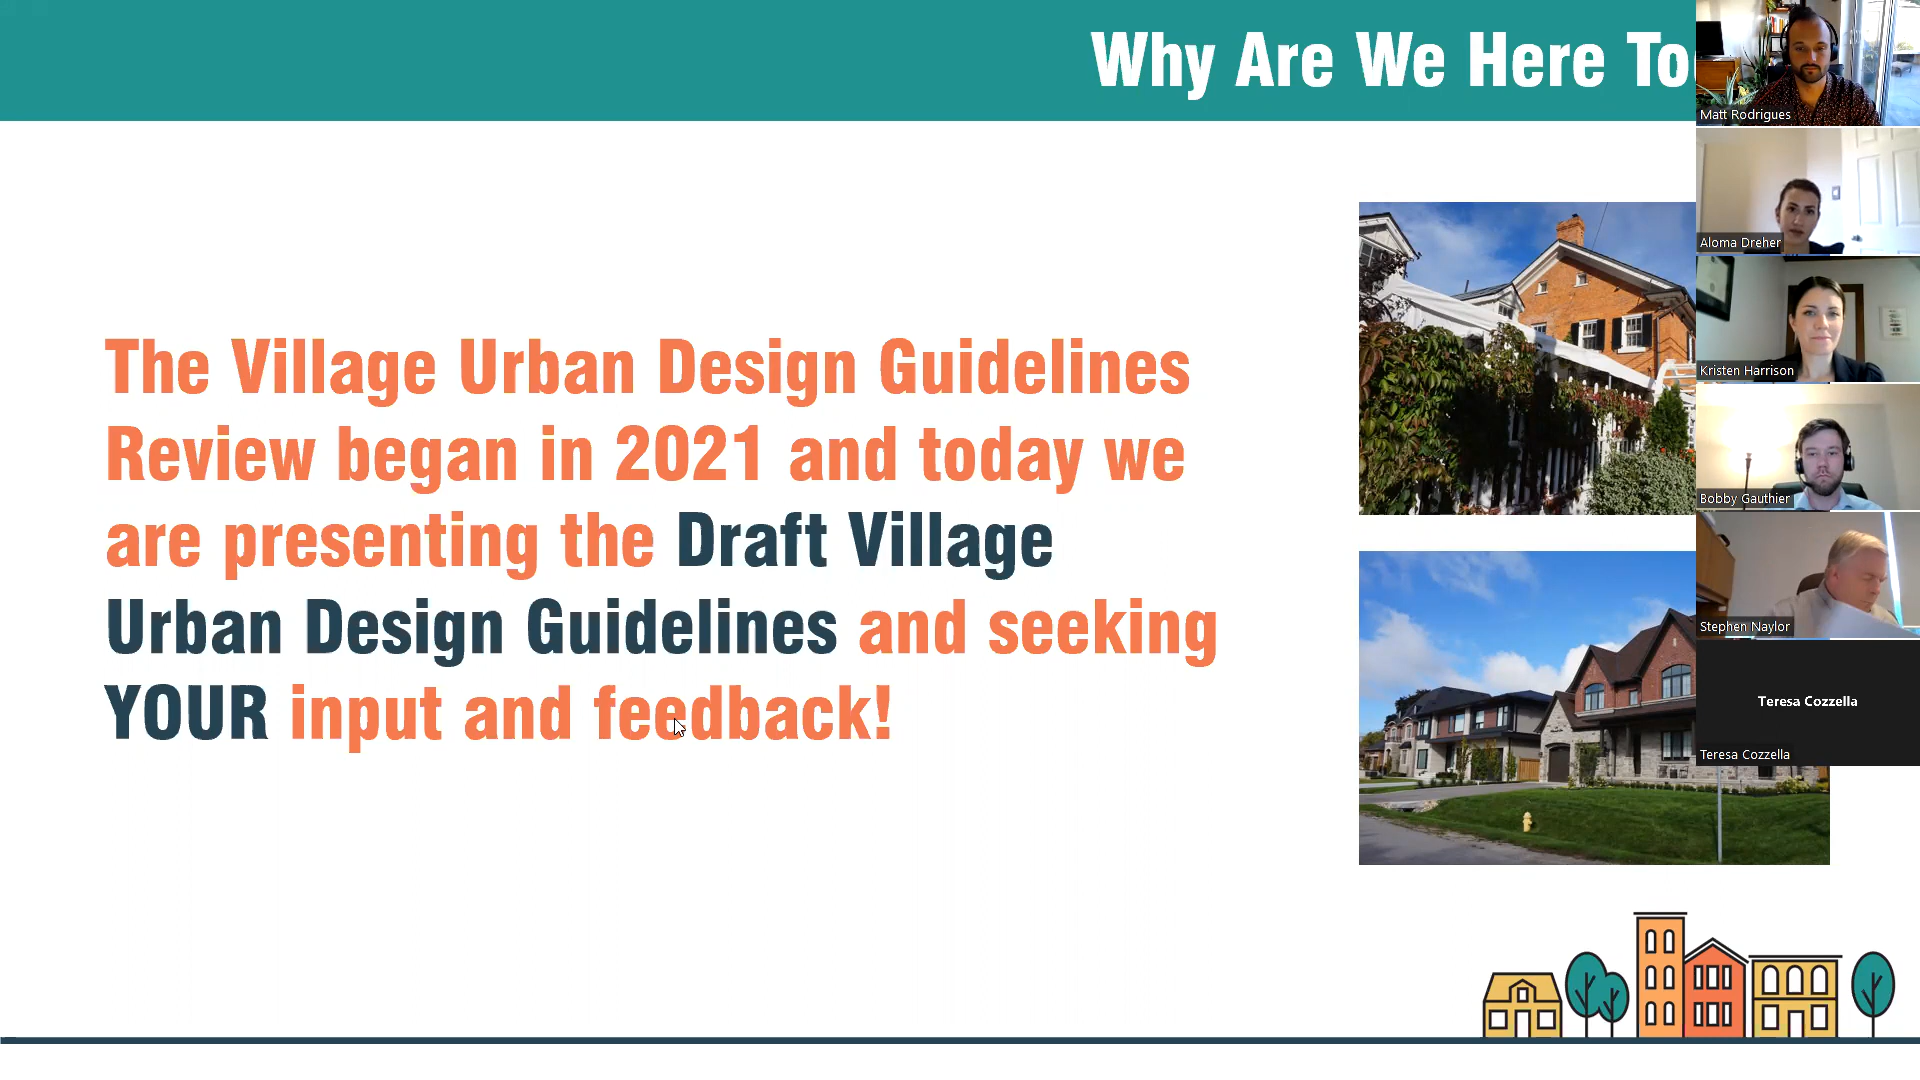 Why Are We Here To
The Village Urban Design Guidelines
Review began in 2021 and today we
are presenting the Draft Village
Urban Design Guidelines and seeking
YOUR input and feedback!
Matt Rodrigues
Aloma Dreher
Kristen Harrison
Bobby Gauthier
Stephen Naylor
Teresa Cozzella
Teresa Cozzella